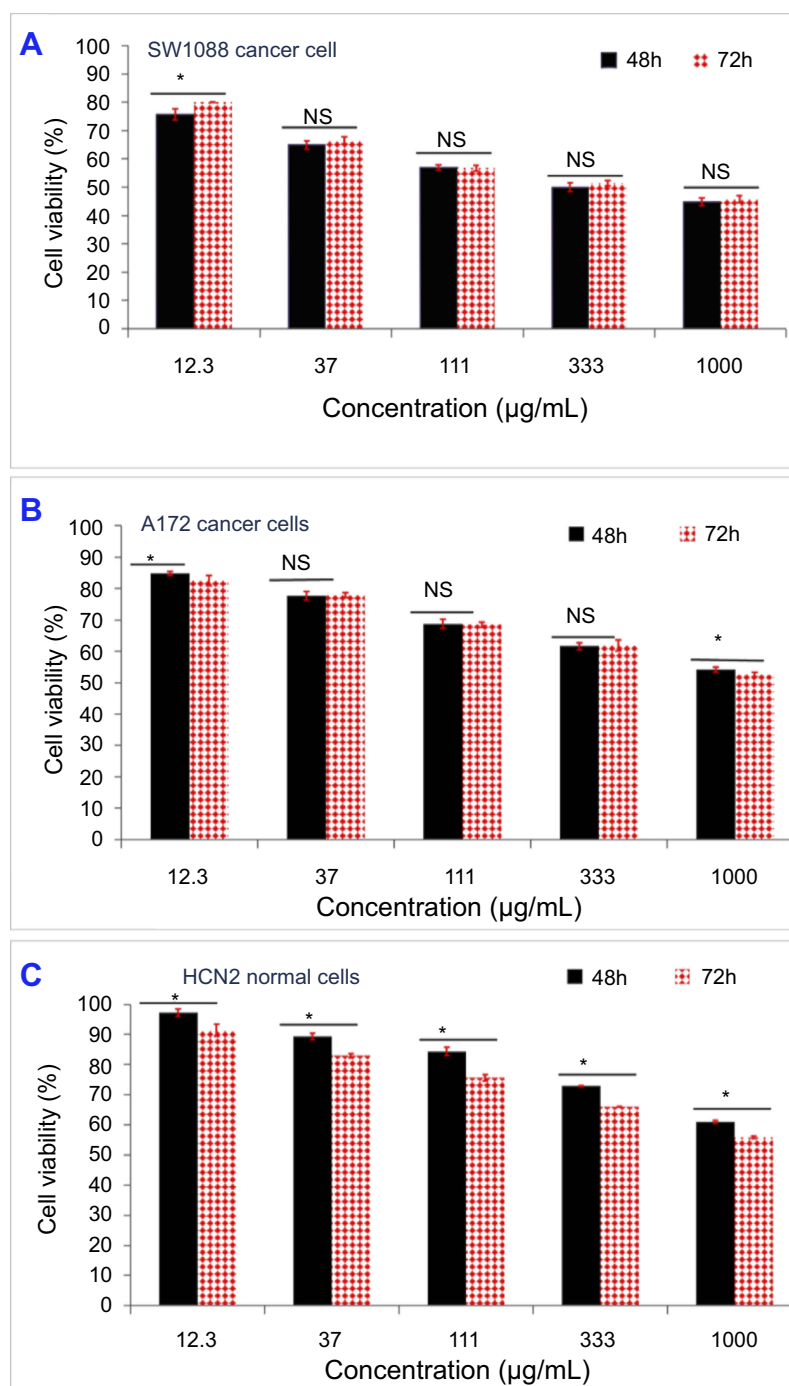 A
SW1088 cancer cell
48h 72h
100
90
80
70
60
50
40
30
20
10
0
Cell viability (%)
* NS NS NS NS
12.3 37 111 333 1000
Concentration (µg/mL)
B
A172 cancer cells
48h 72h
100
90
80
70
60
50
40
30
20
10
0
Cell viability (%)
* NS NS NS *
12.3 37 111 333 1000
Concentration (µg/mL)
C
HCN2 normal cells
48h 72h
100
90
80
70
60
50
40
30
20
10
0
Cell viability (%)
* * * * *
12.3 37 111 333 1000
Concentration (µg/mL)